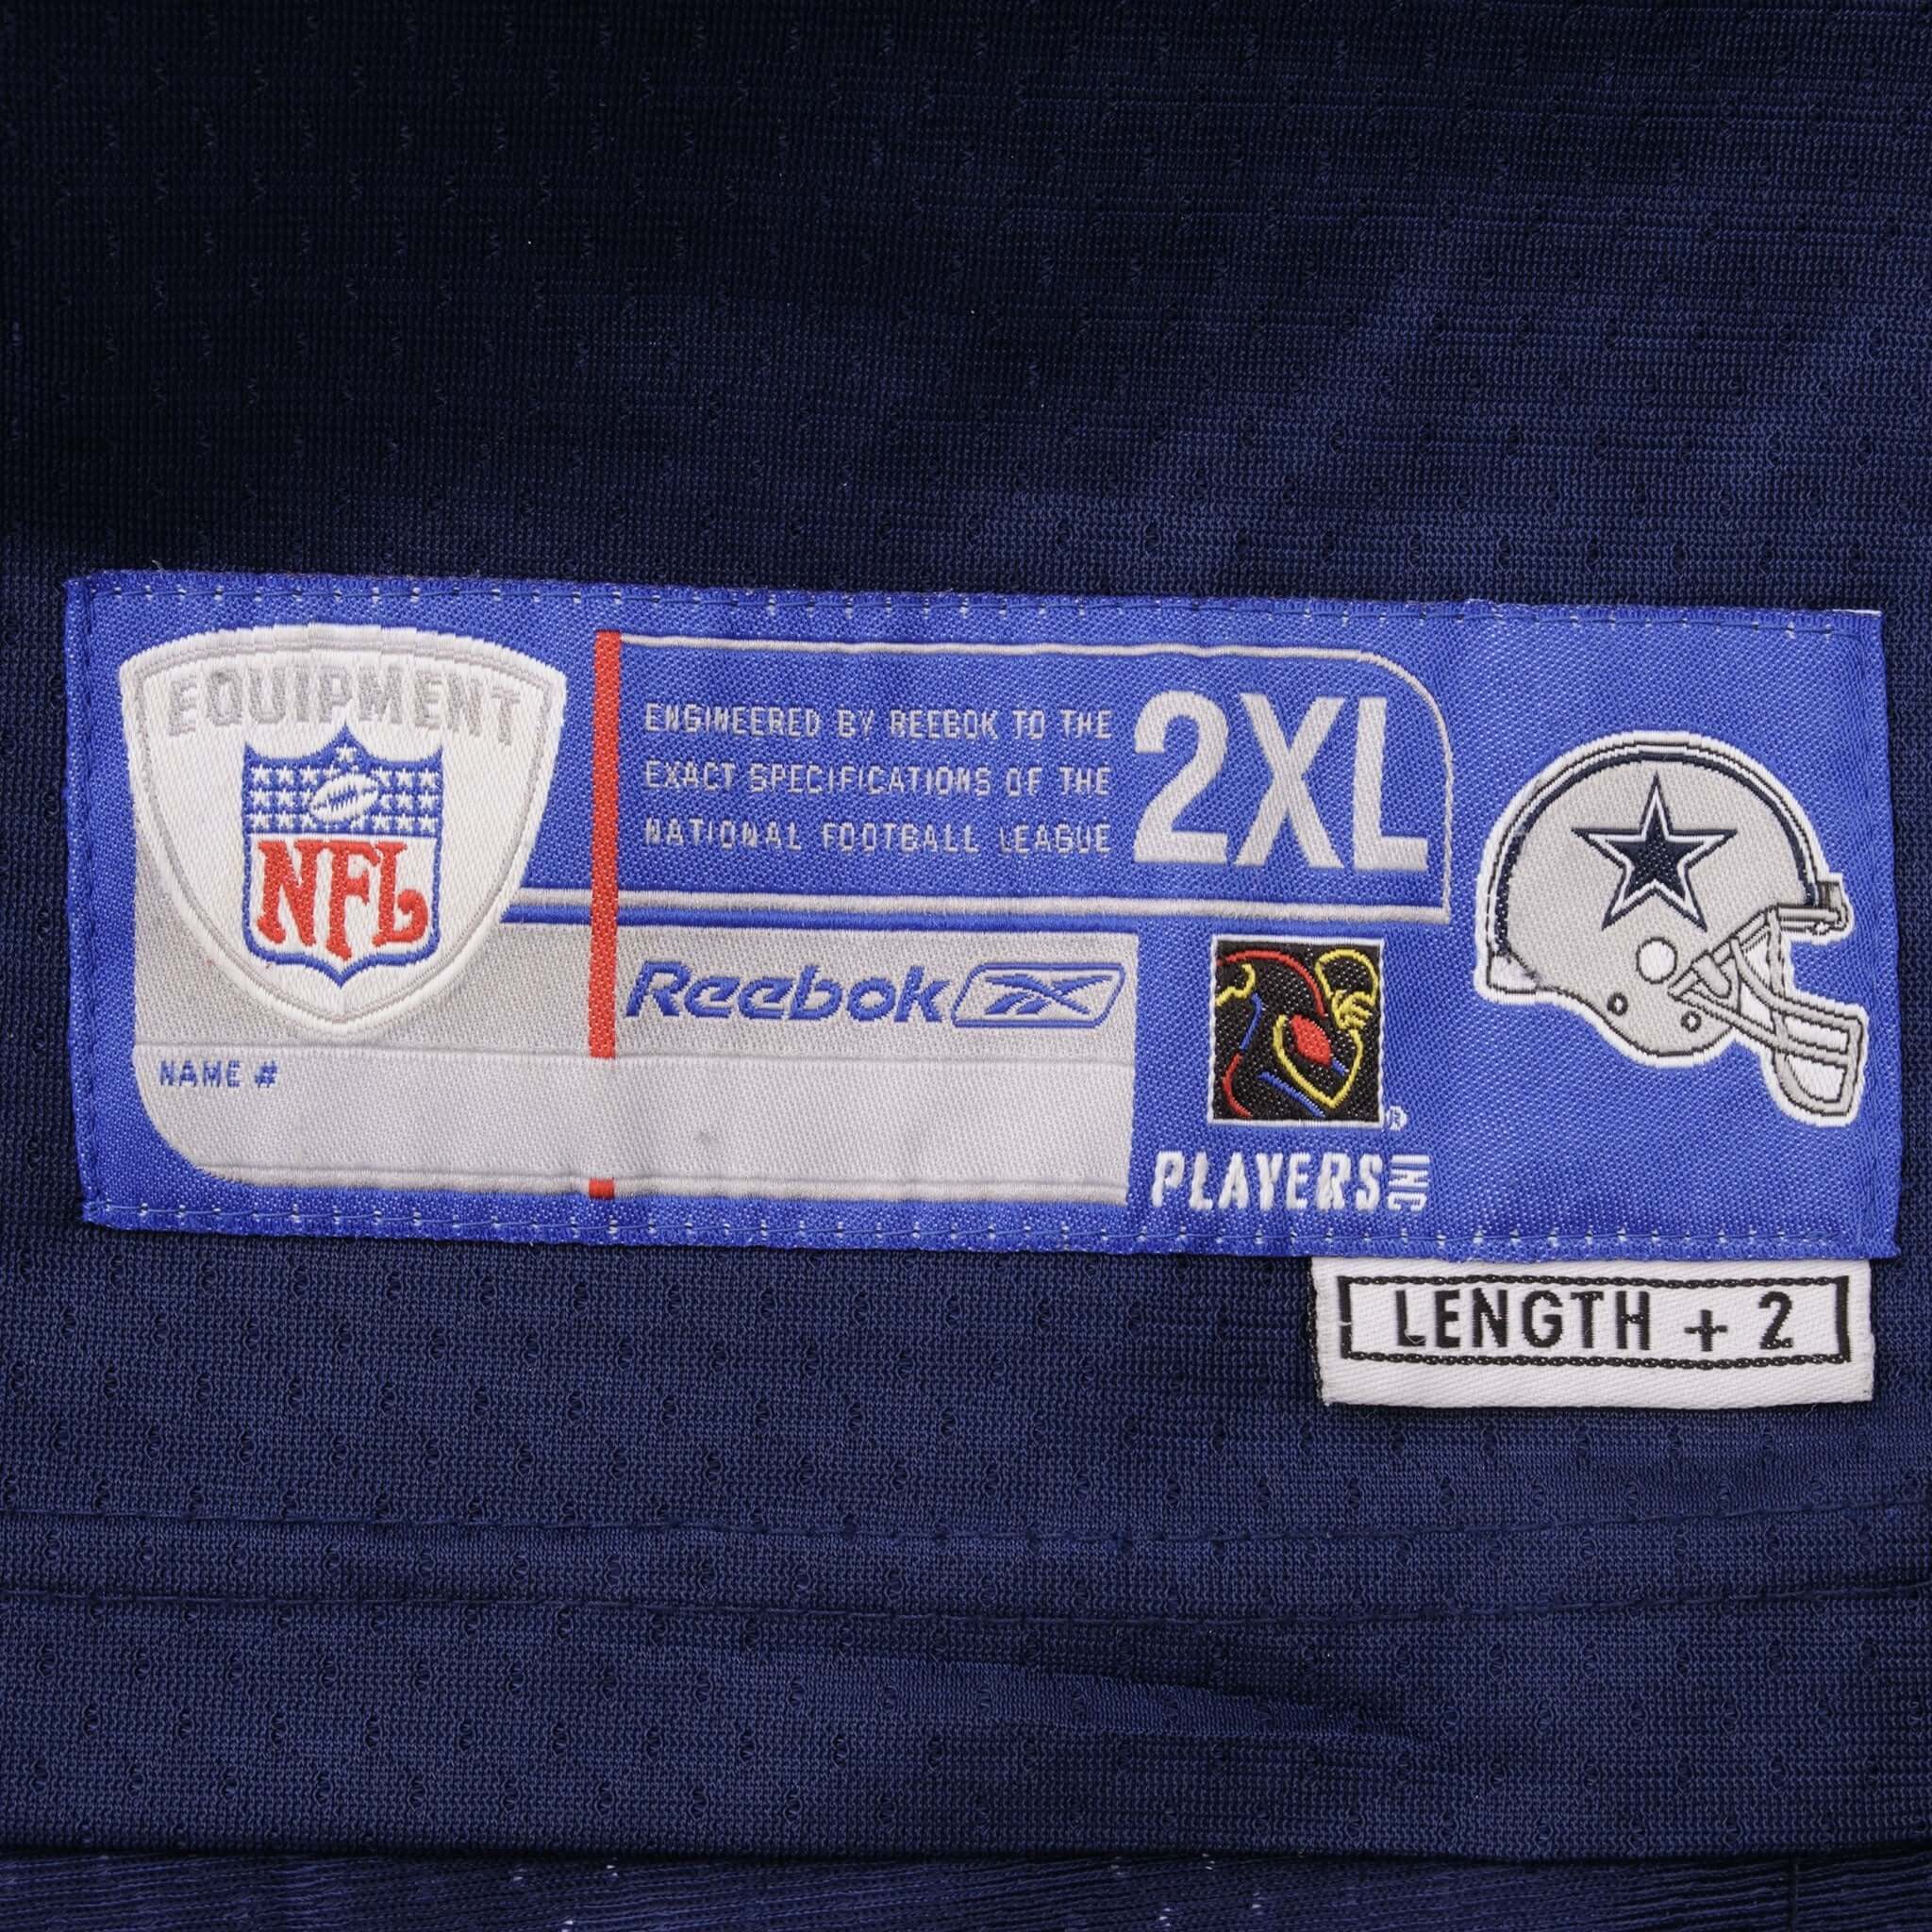 EQUIPMENT
NFL
ENGINEERED BY REEBOK TO THE
EXACT SPECIFICATIONS OF THE
NATIONAL FOOTBALL LEAGUE
2XL
Reebok
NAME #
®
PLAYERS INC
LENGTH + 2